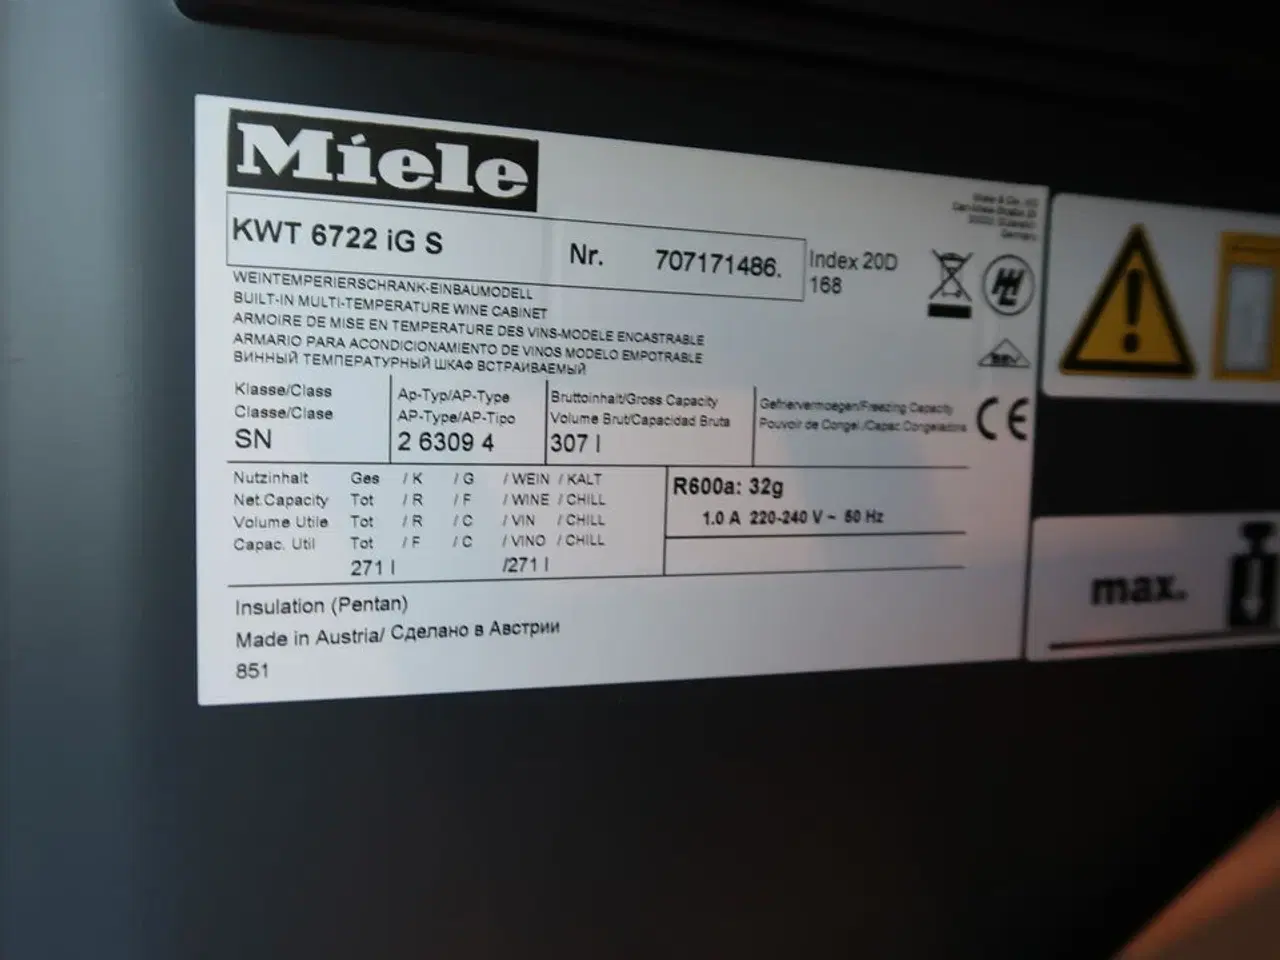 Miele
KWT 6722 iG S
Nr. 707171486.
Index 20D
168
WEINTEMPERIERSCHRANK-EINBAUMODELL
BUILT-IN MULTI-TEMPERATURE WINE CABINET
ARMOIRE DE MISE EN TEMPERATURE DES VINS-MODELE ENCASTRABLE
ARMARIO PARA ACONDICIONAMIENTO DE VINOS MODELO EMPOTRABLE
ВИННЫЙ ТЕМПЕРАТУРНЫЙ ШКАФ ВСТРАИВАЕМЫЙ
Klasse/Class
Classe/Clase
SN
Ap-Typ/AP-Type
AP-Type/AP-Tipo
2 6309 4
Bruttoinhalt/Gross Capacity
Volume Brut/Capacidad Bruta
307 l
Gefriervermoegen/Freezing Capacity
Pouvoir de Congel./Capac.Congeladora
CE
Nutzinhalt Ges / K / G / WEIN / KALT
Net.Capacity Tot / R / F / WINE / CHILL
Volume Utile Tot / R / C / VIN / CHILL
Capac. Util Tot / F / C / VINO / CHILL
271 l /271 l
R600a: 32g
1.0 A 220-240 V ~ 50 Hz
Insulation (Pentan)
Made in Austria/ Сделано в Австрии
851
max.